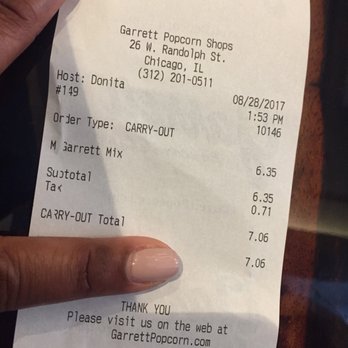 Garrett Popcorn Shops
26 W. Randolph St.
Chicago, IL
(312) 201-0511
Host: Donita 08/28/2017
#149 1:53 PM
10146
Order Type: CARRY-OUT
M Garrett Mix 6.35
Subtotal 6.35
Tax 0.71
CARRY-OUT Total 7.06
7.06
THANK YOU
Please visit us on the web at
GarrettPopcorn.com